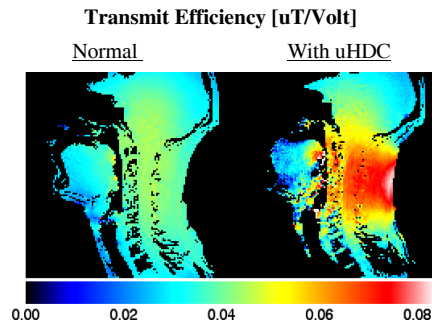 Transmit Efficiency [uT/Volt]
Normal With uHDC
0.00 0.02 0.04 0.06 0.08